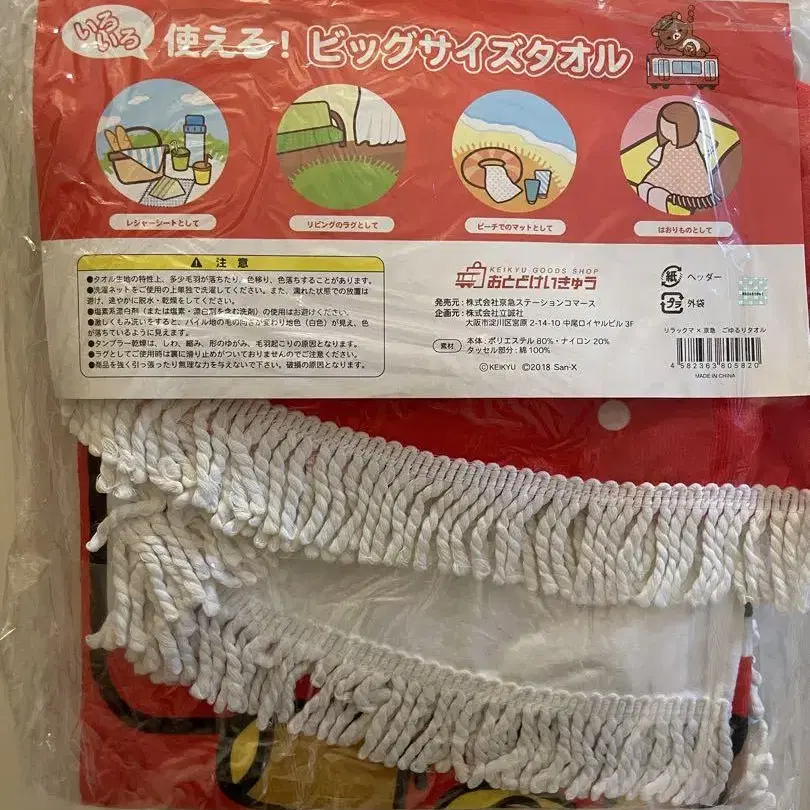 いろいろ
使えろ!ビッグサイズタオル
レジャーシートとして
リビングのラグとして
ビーチでのマットとして
はおりものとして
注 意
●タオル生地の特性上、多少毛羽が落ちたり、色移り、色落ちすることがあります。
●洗濯ネットをご使用の上単独で洗濯してください。また、濡れた状態での放置は
避け、速やかに脱水・乾燥をしてください。
●塩素系漂白剤（または塩素・漂白剤を含む洗剤）の使用はお避けください。
●激しくもみ洗いをすると、パイル地の毛の向きが変わり地色（白色）が見え、色
が落ちているように見えます。
●タンブラー乾燥は、しわ、縮み、形のゆがみ、毛羽起こりの原因となります。
●ラグとしてご使用時は裏に滑り止めがついておりませんのでご注意ください。
●商品を強く引っ張ったり無理な力を与えないで下さい。破損の原因となります。
KEIKYU GOODS SHOP
おとどけいきゅう
発売元:株式会社京急ステーションコマース
企画元:株式会社立誠社
大阪市淀川区宮原 2-14-10 中尾ロイヤルビル 3F
素材 本体:ポリエステル 80%・ナイロン 20%
タッセル部分:綿 100%
©KEIKYU ©2018 San-X
紙 ヘッダー
プラ 外袋
リラックマ × 京急 ごゆるりタオル
4 582363 805820
MADE IN CHINA